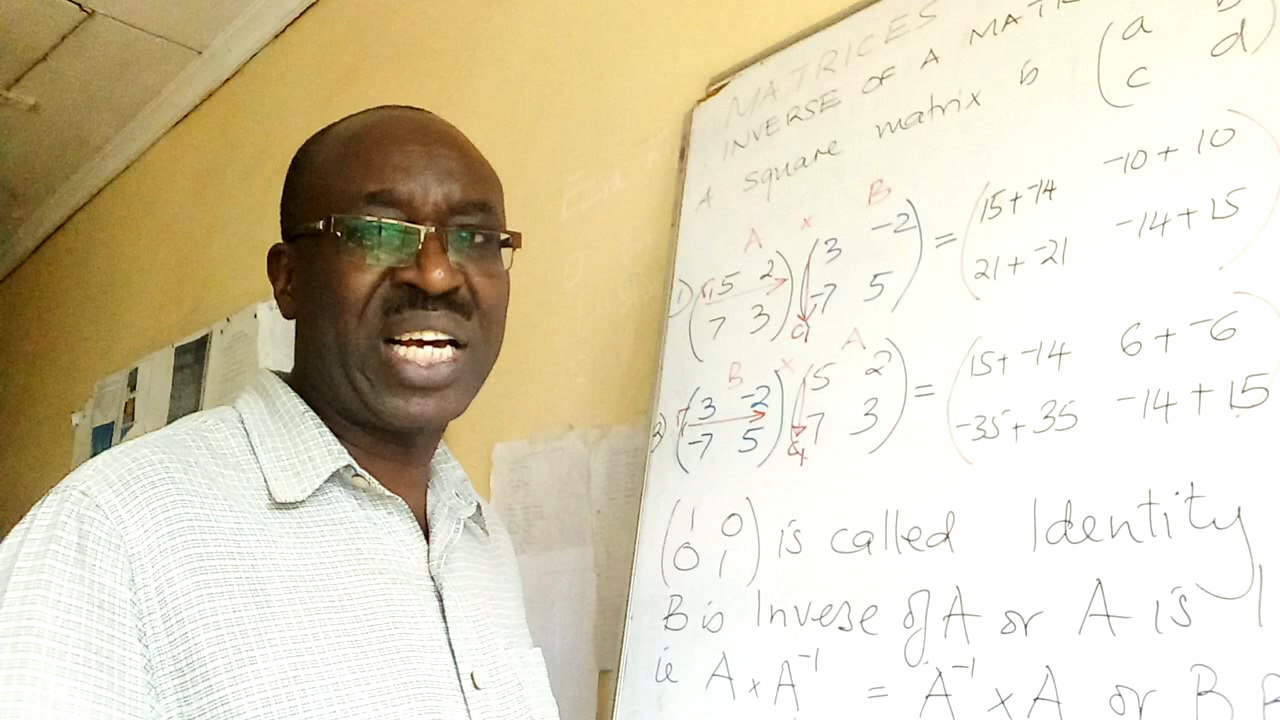 MATRICES
INVERSE OF A MATR
A square matrix is (a b
c d)
A x B
1) (5 2) (3 -2) = (15+-14 -10+10)
(7 3) (-7 5) (21+-21 -14+15)
B x A
2) (3 -2) (5 2) = (15+-14 6+-6)
(-7 5) (7 3) (-35+35 -14+15)
(1 0) is called Identity
(0 1)
B is Inverse of A or A is
ie A x A⁻¹ = A⁻¹ x A or B